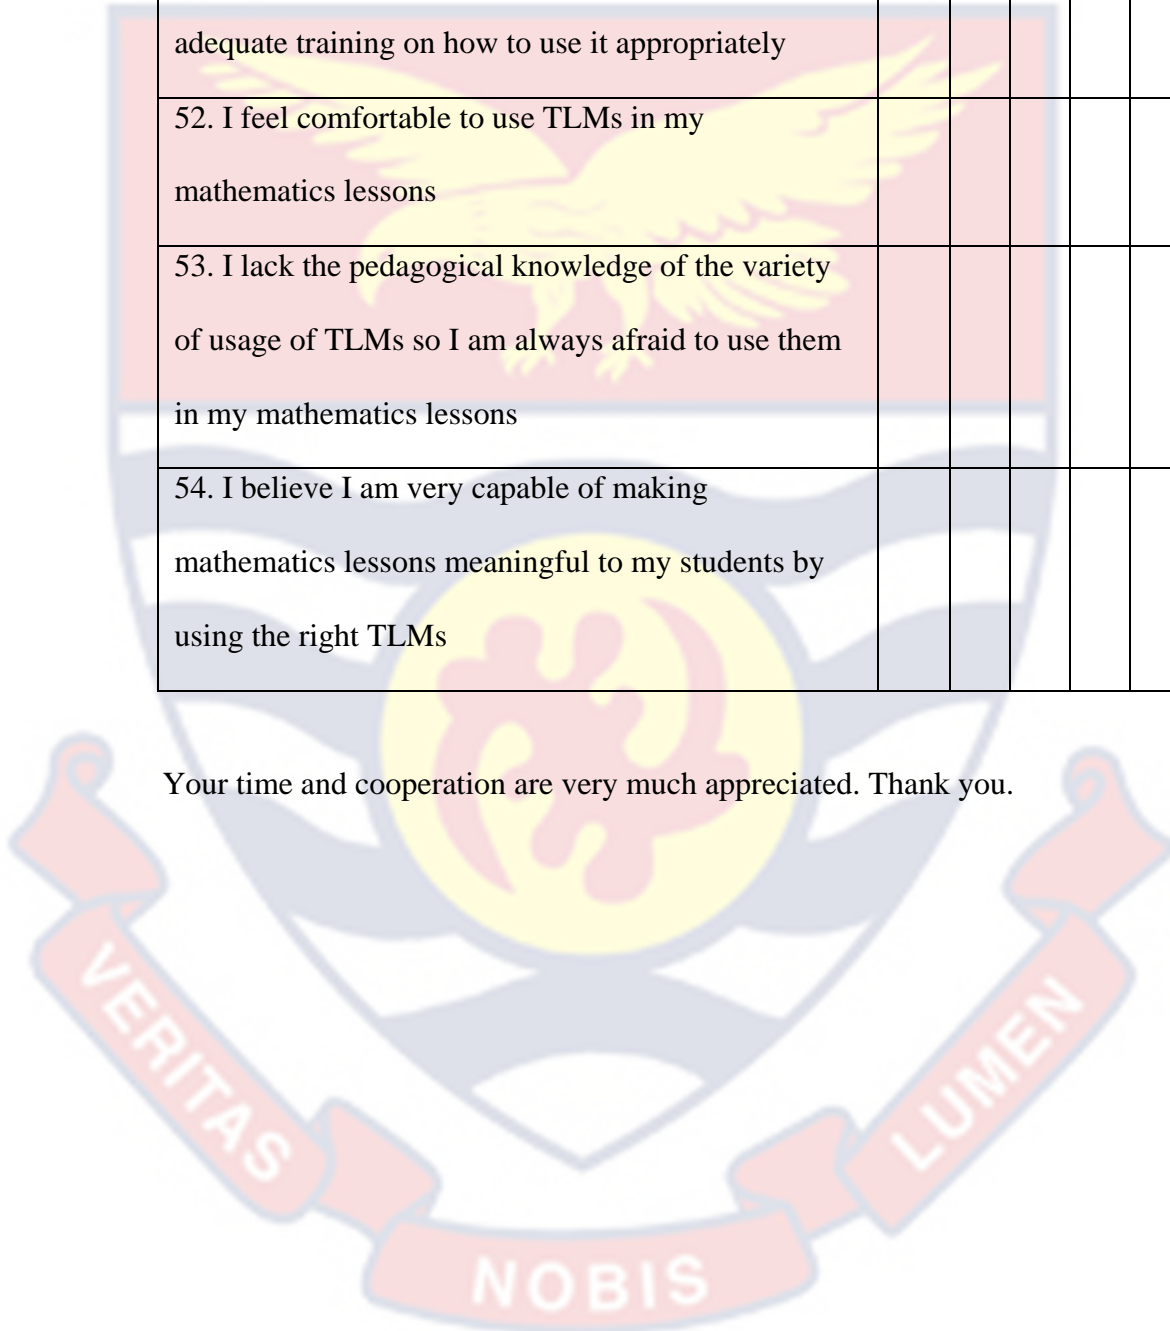 adequate training on how to use it appropriately
52. I feel comfortable to use TLMs in my
mathematics lessons
53. I lack the pedagogical knowledge of the variety
of usage of TLMs so I am always afraid to use them
in my mathematics lessons
54. I believe I am very capable of making
mathematics lessons meaningful to my students by
using the right TLMs
Your time and cooperation are very much appreciated. Thank you.
VERITAS
NOBIS
LUMEN